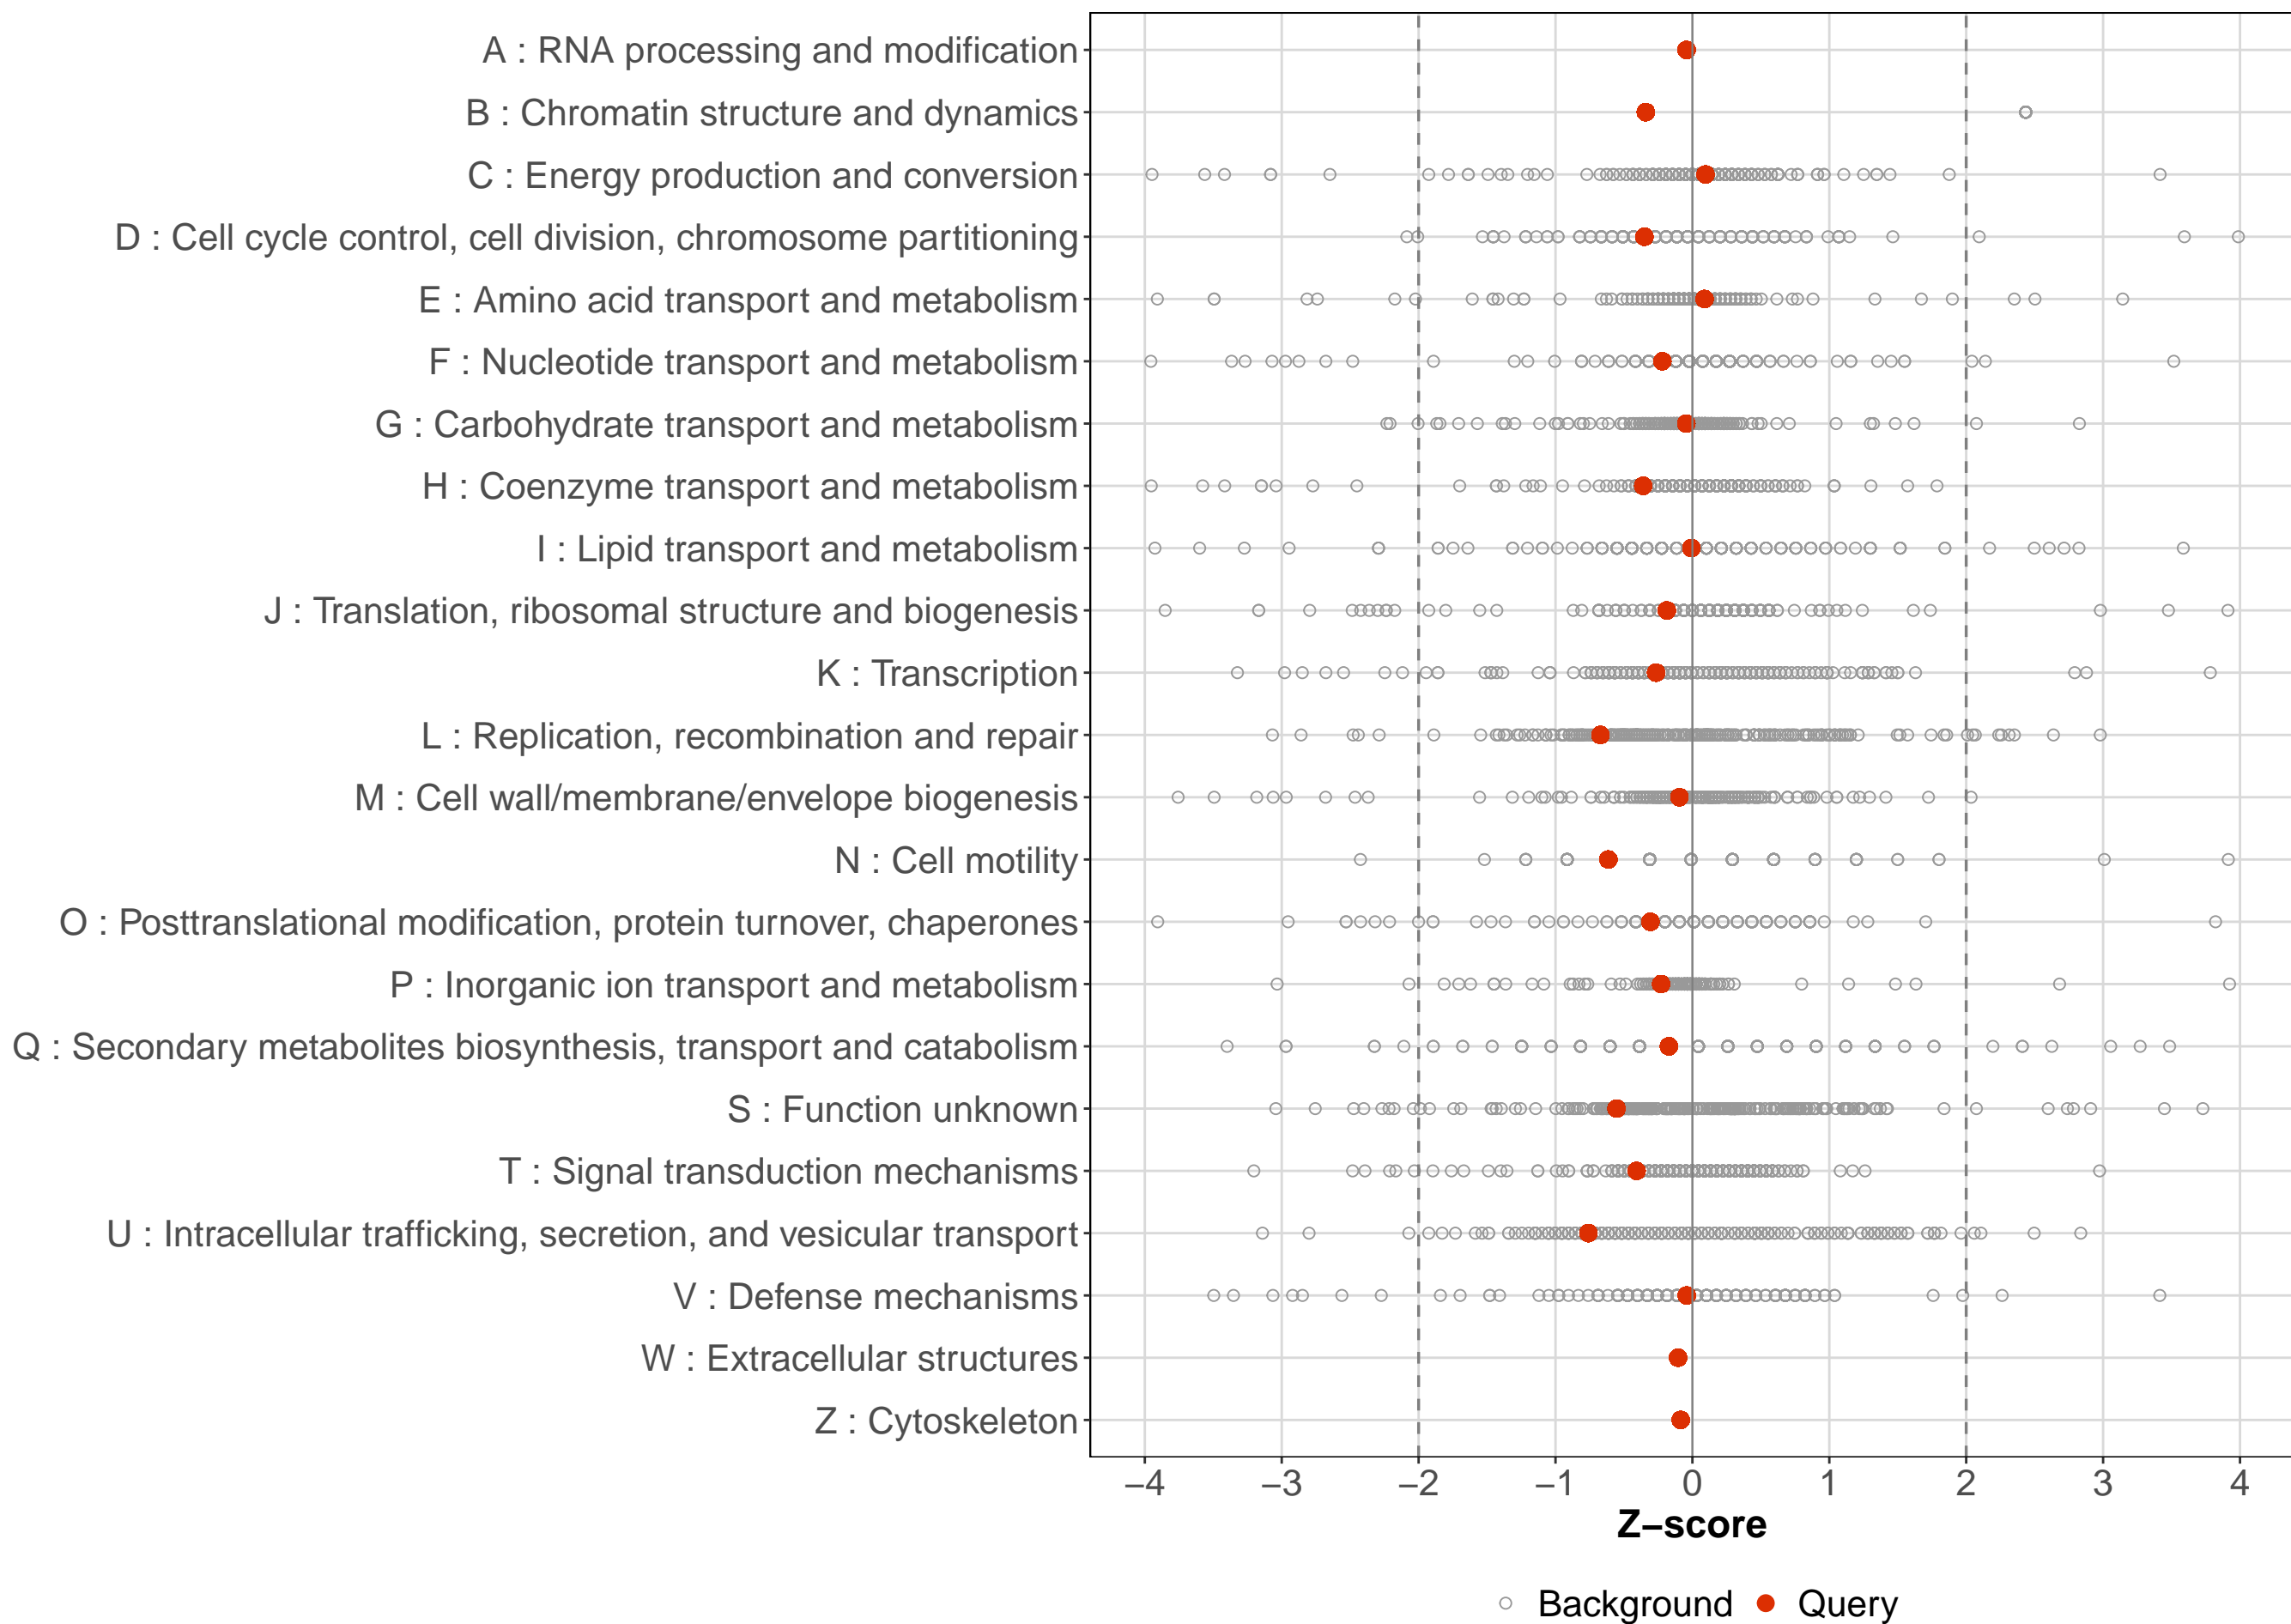 A : RNA processing and modification
B : Chromatin structure and dynamics
C : Energy production and conversion
D : Cell cycle control, cell division, chromosome partitioning
E : Amino acid transport and metabolism
F : Nucleotide transport and metabolism
G : Carbohydrate transport and metabolism
H : Coenzyme transport and metabolism
I : Lipid transport and metabolism
J : Translation, ribosomal structure and biogenesis
K : Transcription
L : Replication, recombination and repair
M : Cell wall/membrane/envelope biogenesis
N : Cell motility
O : Posttranslational modification, protein turnover, chaperones
P : Inorganic ion transport and metabolism
Q : Secondary metabolites biosynthesis, transport and catabolism
S : Function unknown
T : Signal transduction mechanisms
U : Intracellular trafficking, secretion, and vesicular transport
V : Defense mechanisms
W : Extracellular structures
Z : Cytoskeleton
−4 −3 −2 −1 0 1 2 3 4
Z−score
Background Query